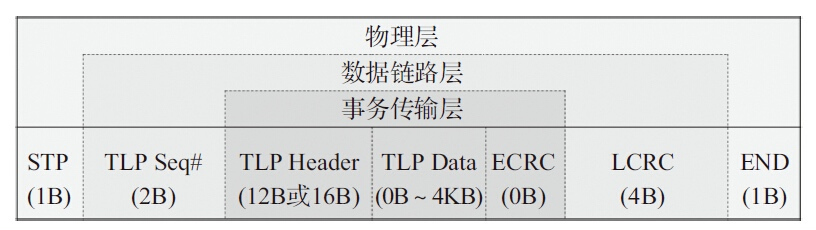 物理层
数据链路层
事务传输层
STP TLP Seq# TLP Header TLP Data ECRC LCRC END
(1B) (2B) (12B或16B) (0B~4KB) (0B) (4B) (1B)